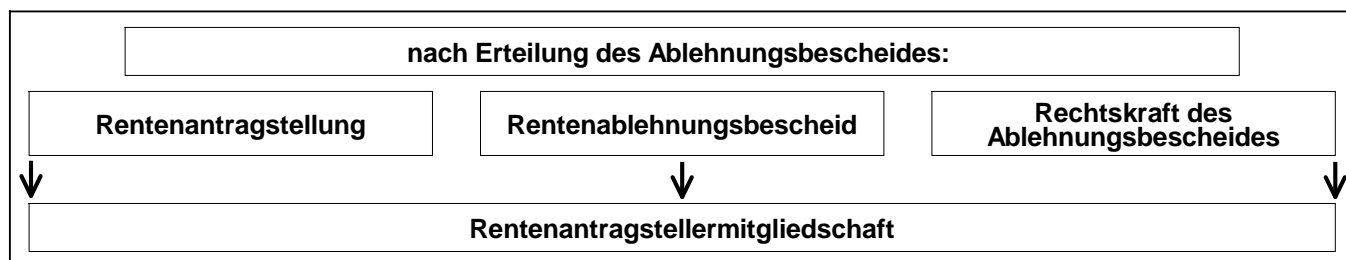 nach Erteilung des Ablehnungsbescheides:
Rentenantragstellung
Rentenablehnungsbescheid
Rechtskraft des
Ablehnungsbescheides
Rentenantragstellermitgliedschaft